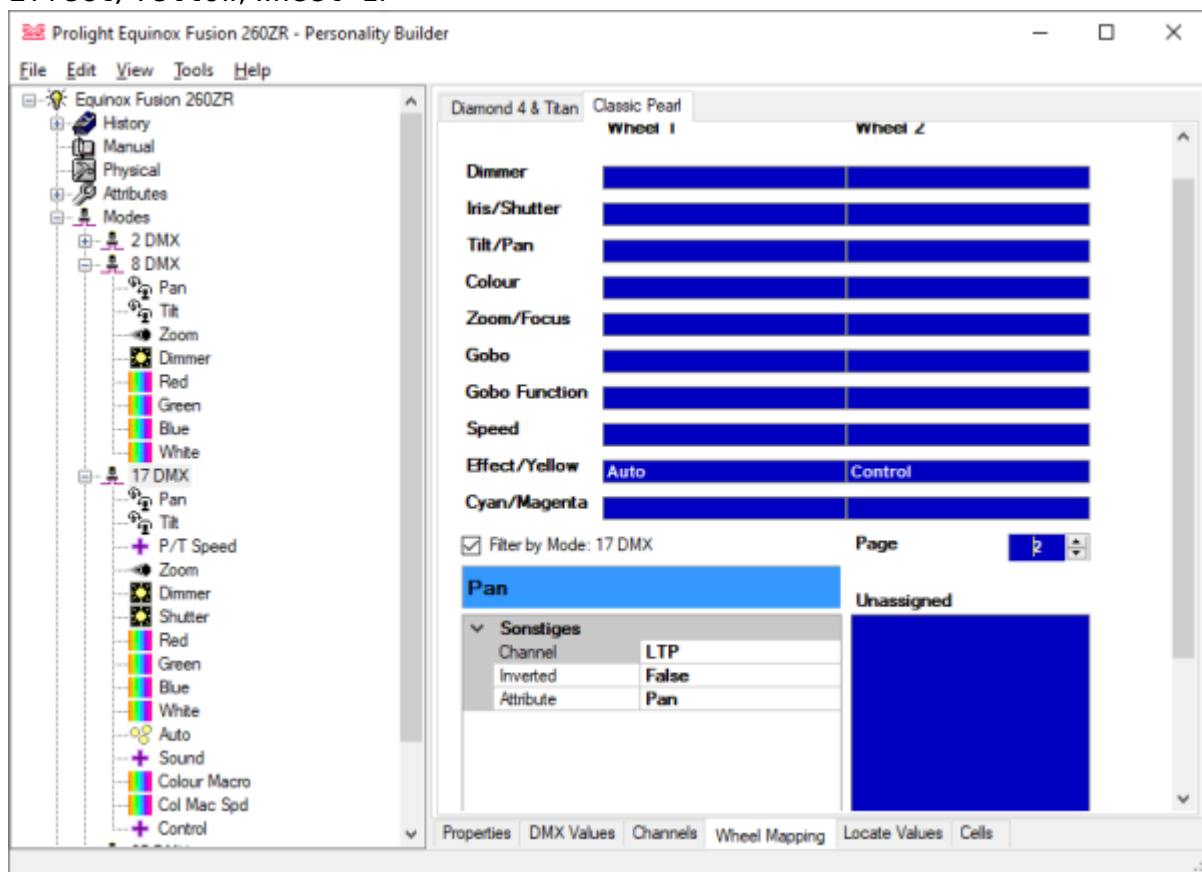 Prolight Equinox Fusion 260ZR - Personality Builder
File Edit View Tools Help
Equinox Fusion 260ZR
History
Manual
Physical
Attributes
Modes
2 DMX
8 DMX
Pan
Tilt
Zoom
Dimmer
Red
Green
Blue
White
17 DMX
Pan
Tilt
P/T Speed
Zoom
Dimmer
Shutter
Red
Green
Blue
White
Auto
Sound
Colour Macro
Col Mac Spd
Control
Diamond 4 & Titan Classic Pearl
Wheel 1 Wheel 2
Dimmer
Iris/Shutter
Tilt/Pan
Colour
Zoom/Focus
Gobo
Gobo Function
Speed
Effect/Yellow Auto Control
Cyan/Magenta
Filter by Mode: 17 DMX Page 2
Pan
Unassigned
Sonstiges
Channel LTP
Inverted False
Attribute Pan
Properties DMX Values Channels Wheel Mapping Locate Values Cells